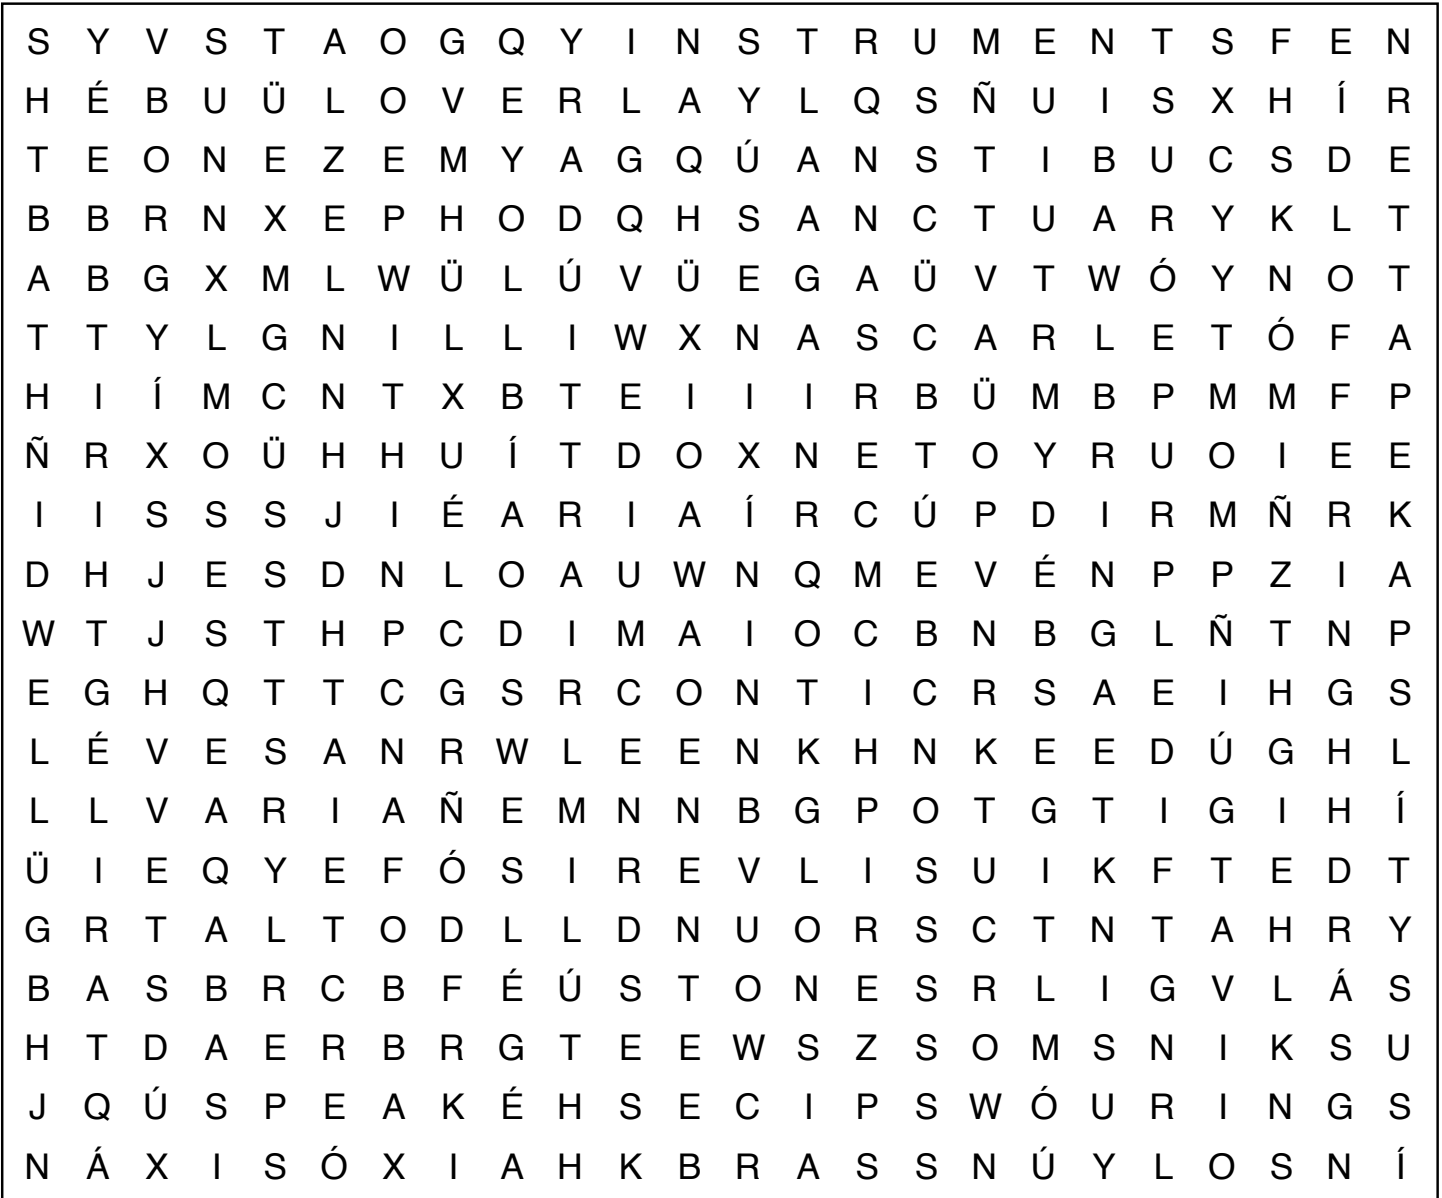 S Y V S T A O G Q Y I N S T R U M E N T S F E N
H É B U Ü L O V E R L A Y L Q S Ñ U I S X H Í R
T E O N E Z E M Y A G Q Ú A N S T I B U C S D E
B B R N X E P H O D Q H S A N C T U A R Y K L T
A B G X M L W Ü L Ú V Ü E G A Ü V T W Ó Y N O T
T T Y L G N I L L I W X N A S C A R L E T Ó F A
H I Í M C N T X B T E I I I R B Ü M B P M M F P
Ñ R X O Ü H H U Í T D O X N E T O Y R U O I E E
I I S S S J I É A R I A Í R C Ú P D I R M Ñ R K
D H J E S D N L O A U W N Q M E V É N P P Z I A
W T J S T H P C D I M A I O C B N B G L Ñ T N P
E G H Q T T C G S R C O N T I C R S A E I H G S
L É V E S A N R W L E E N K H N K E E D Ú G H L
L L V A R I A Ñ E M N N B G P O T G T I G I H Í
Ü I E Q Y E F Ó S I R E V L I S U I K F T E D T
G R T A L T O D L L D N U O R S C T N T A H R Y
B A S B R C B F É Ú S T O N E S R L I G V L Á S
H T D A E R B R G T E E W S Z S O M S N I K S U
J Q Ú S P E A K É H S E C I P S W Ó U R I N G S
N Á X I S Ó X I A H K B R A S S N Ú Y L O S N Í